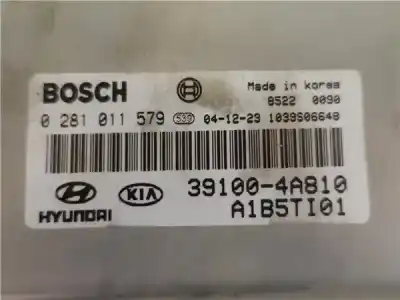 BOSCH
Made in korea
8522 0090
0 281 011 579 530 04-12-29 1039S06648
HYUNDAI
KIA
39100-4A810
A1B5TI01